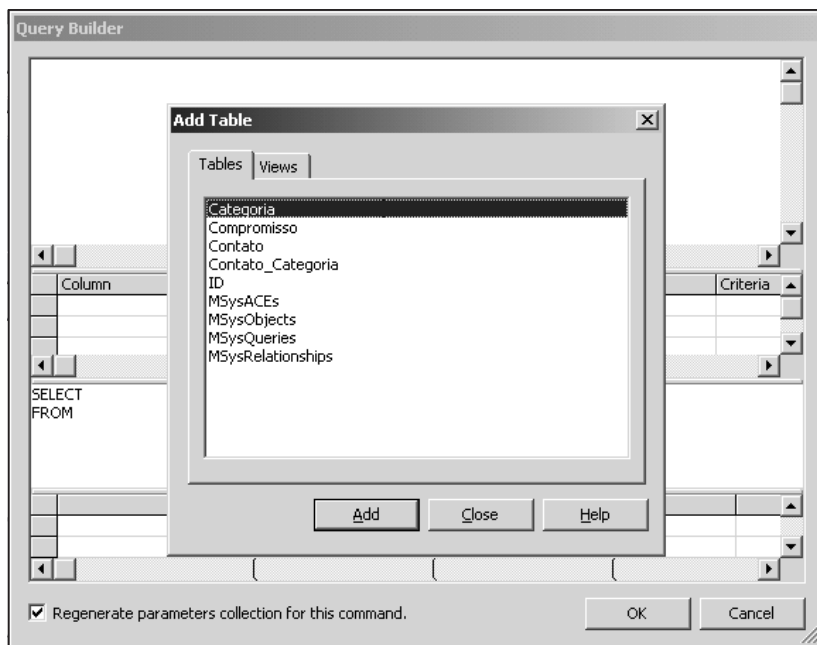 Query Builder
Add Table
Tables
Views
Categoria
Compromisso
Contato
Contato_Categoria
ID
MSysACEs
MSysObjects
MSysQueries
MSysRelationships
Column
Criteria
SELECT
FROM
Add
Close
Help
Regenerate parameters collection for this command.
OK
Cancel